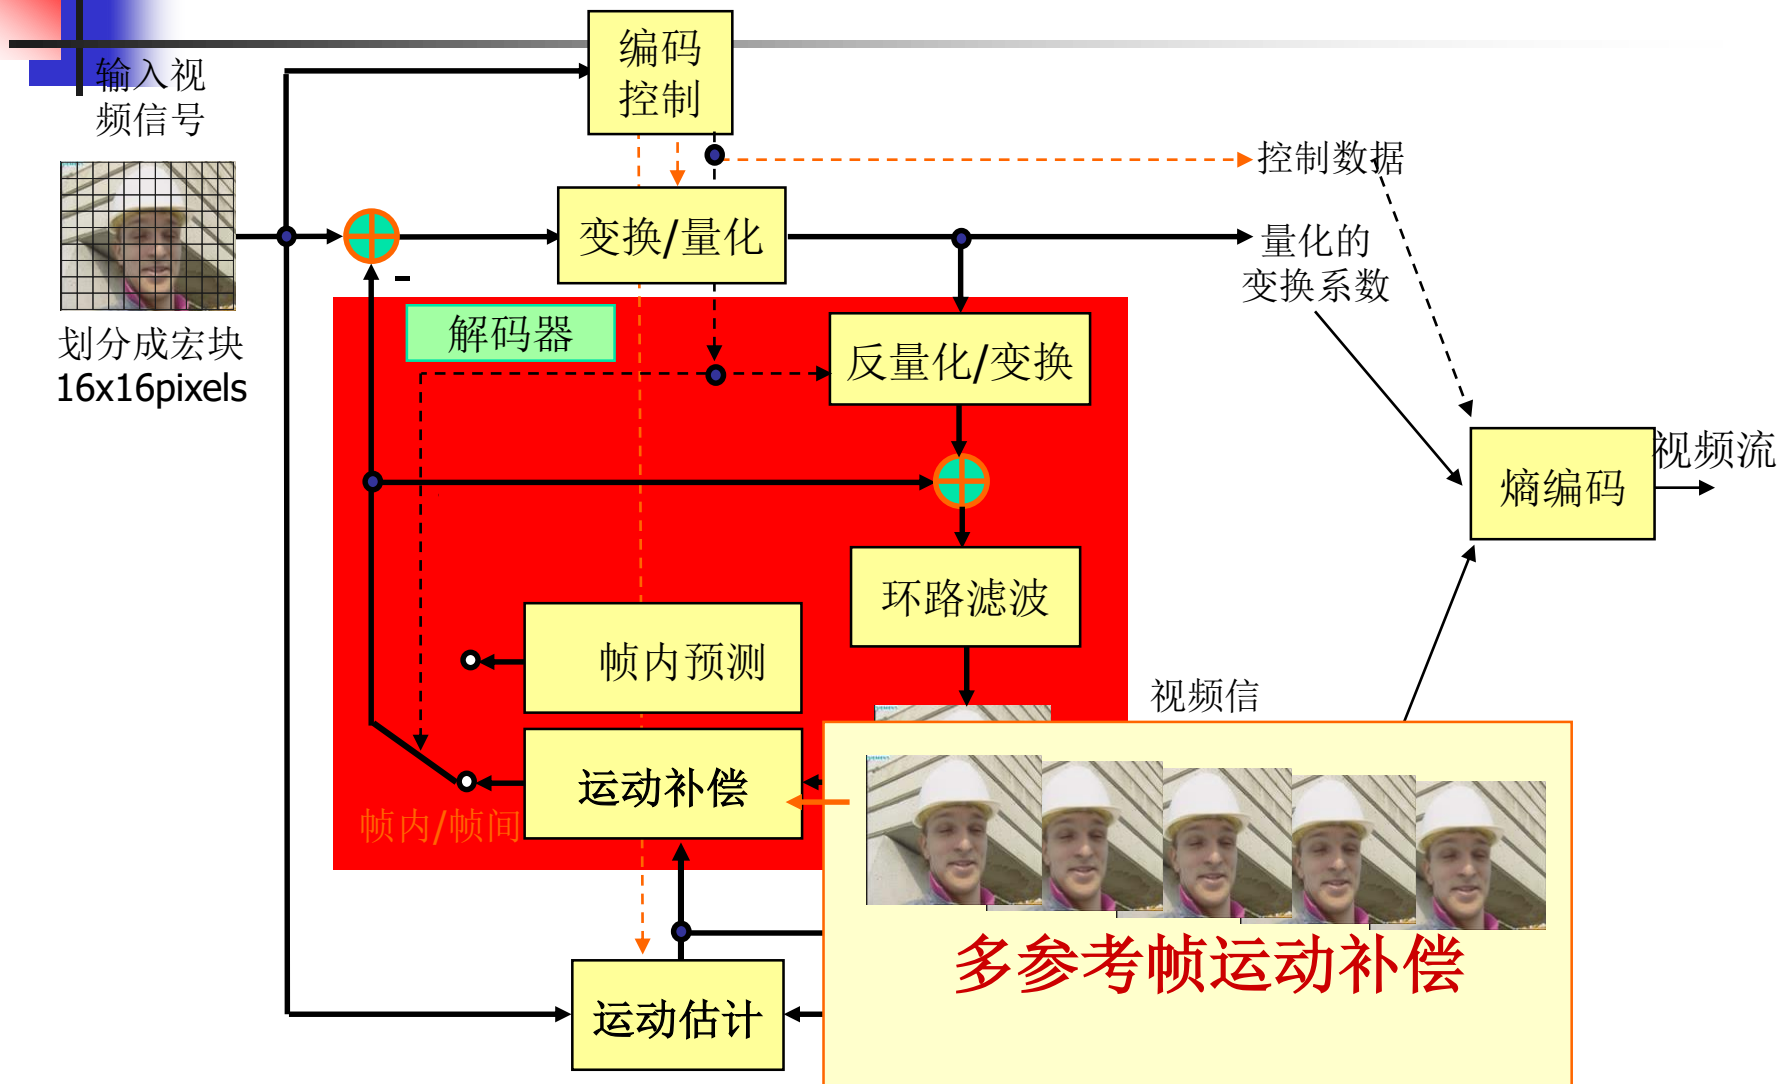 编码
控制
输入视
频信号
控制数据
变换/量化
量化的
变换系数
-
划分成宏块
16x16pixels
解码器
反量化/变换
视频流
熵编码
环路滤波
帧内预测
视频信
运动补偿
帧内/帧间
多参考帧运动补偿
运动估计